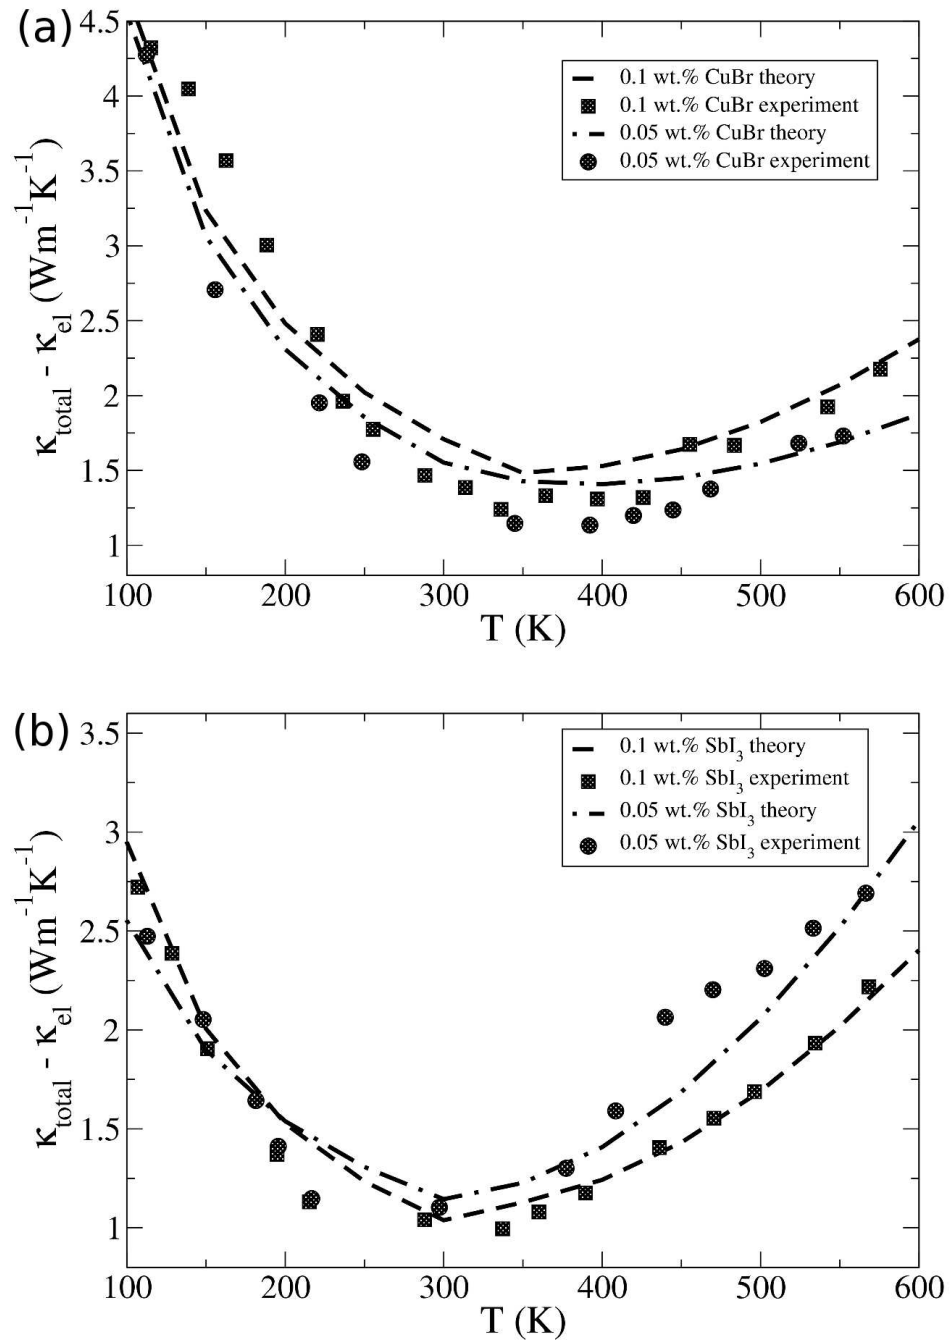 (a)
4.5
4
3.5
3
2.5
2
1.5
1
κtotal - κel (Wm⁻¹K⁻¹)
0.1 wt.% CuBr theory
0.1 wt.% CuBr experiment
0.05 wt.% CuBr theory
0.05 wt.% CuBr experiment
100 200 300 400 500 600
T (K)
(b)
3.5
3
2.5
2
1.5
1
κtotal - κel (Wm⁻¹K⁻¹)
0.1 wt.% SbI₃ theory
0.1 wt.% SbI₃ experiment
0.05 wt.% SbI₃ theory
0.05 wt.% SbI₃ experiment
100 200 300 400 500 600
T (K)